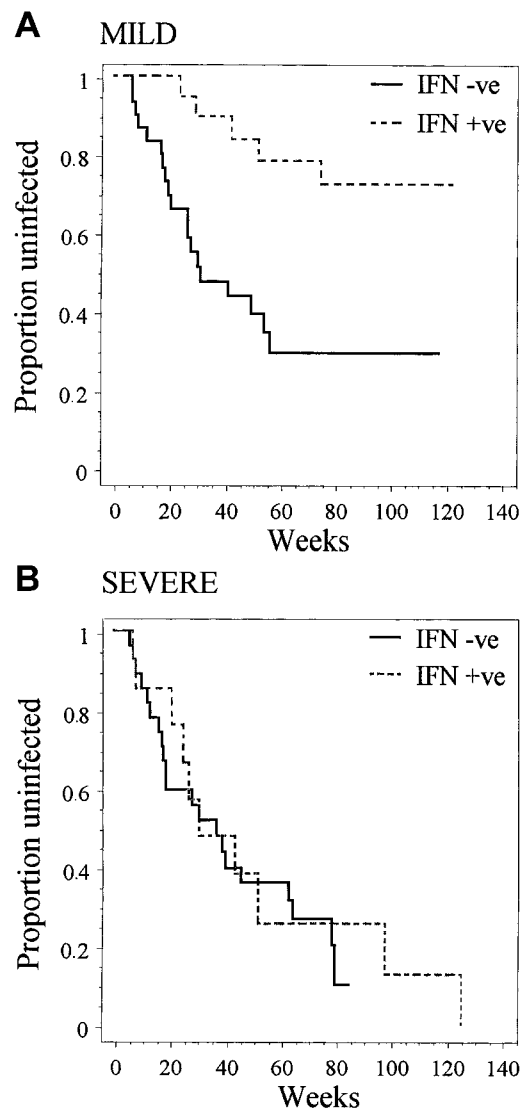 A MILD
IFN -ve
IFN +ve
Proportion uninfected
1
0.8
0.6
0.4
0.2
0
0 20 40 60 80 100 120 140
Weeks
B SEVERE
IFN -ve
IFN +ve
Proportion uninfected
1
0.8
0.6
0.4
0.2
0
0 20 40 60 80 100 120 140
Weeks